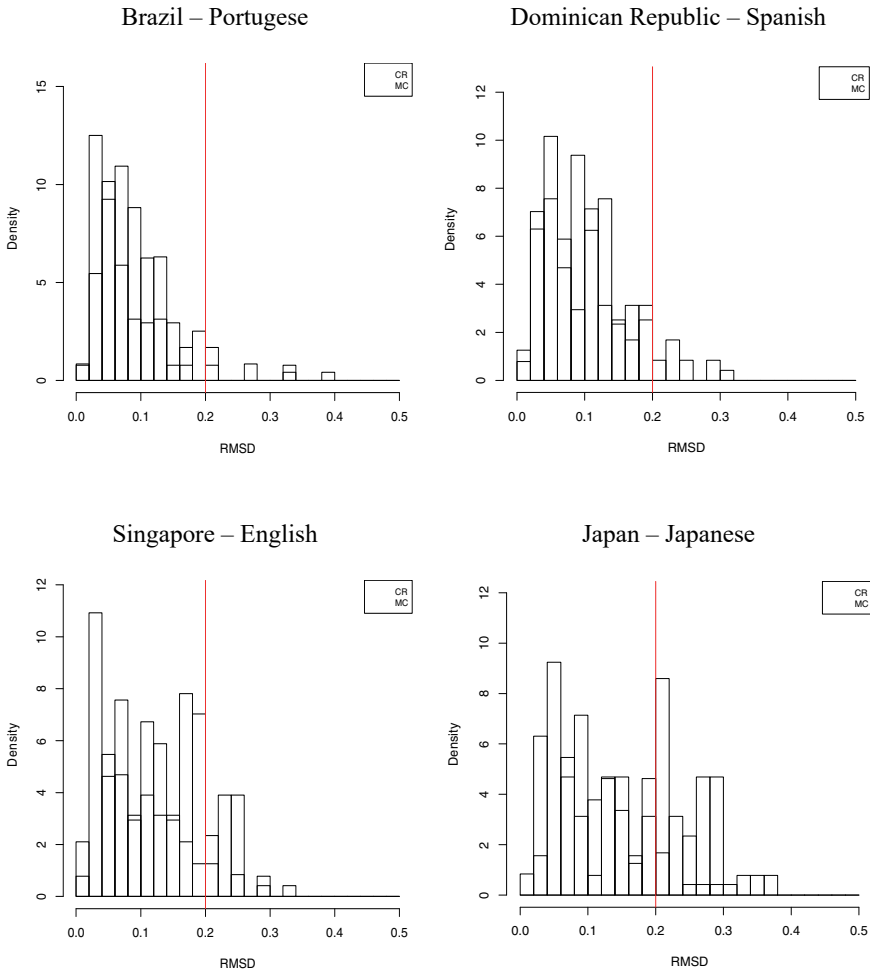 Brazil – Portugese
CR
MC
15
10
5
0
Density
0.0 0.1 0.2 0.3 0.4 0.5
RMSD
Dominican Republic – Spanish
CR
MC
12
10
8
6
4
2
0
Density
0.0 0.1 0.2 0.3 0.4 0.5
RMSD
Singapore – English
CR
MC
12
10
8
6
4
2
0
Density
0.0 0.1 0.2 0.3 0.4 0.5
RMSD
Japan – Japanese
CR
MC
12
10
8
6
4
2
0
Density
0.0 0.1 0.2 0.3 0.4 0.5
RMSD